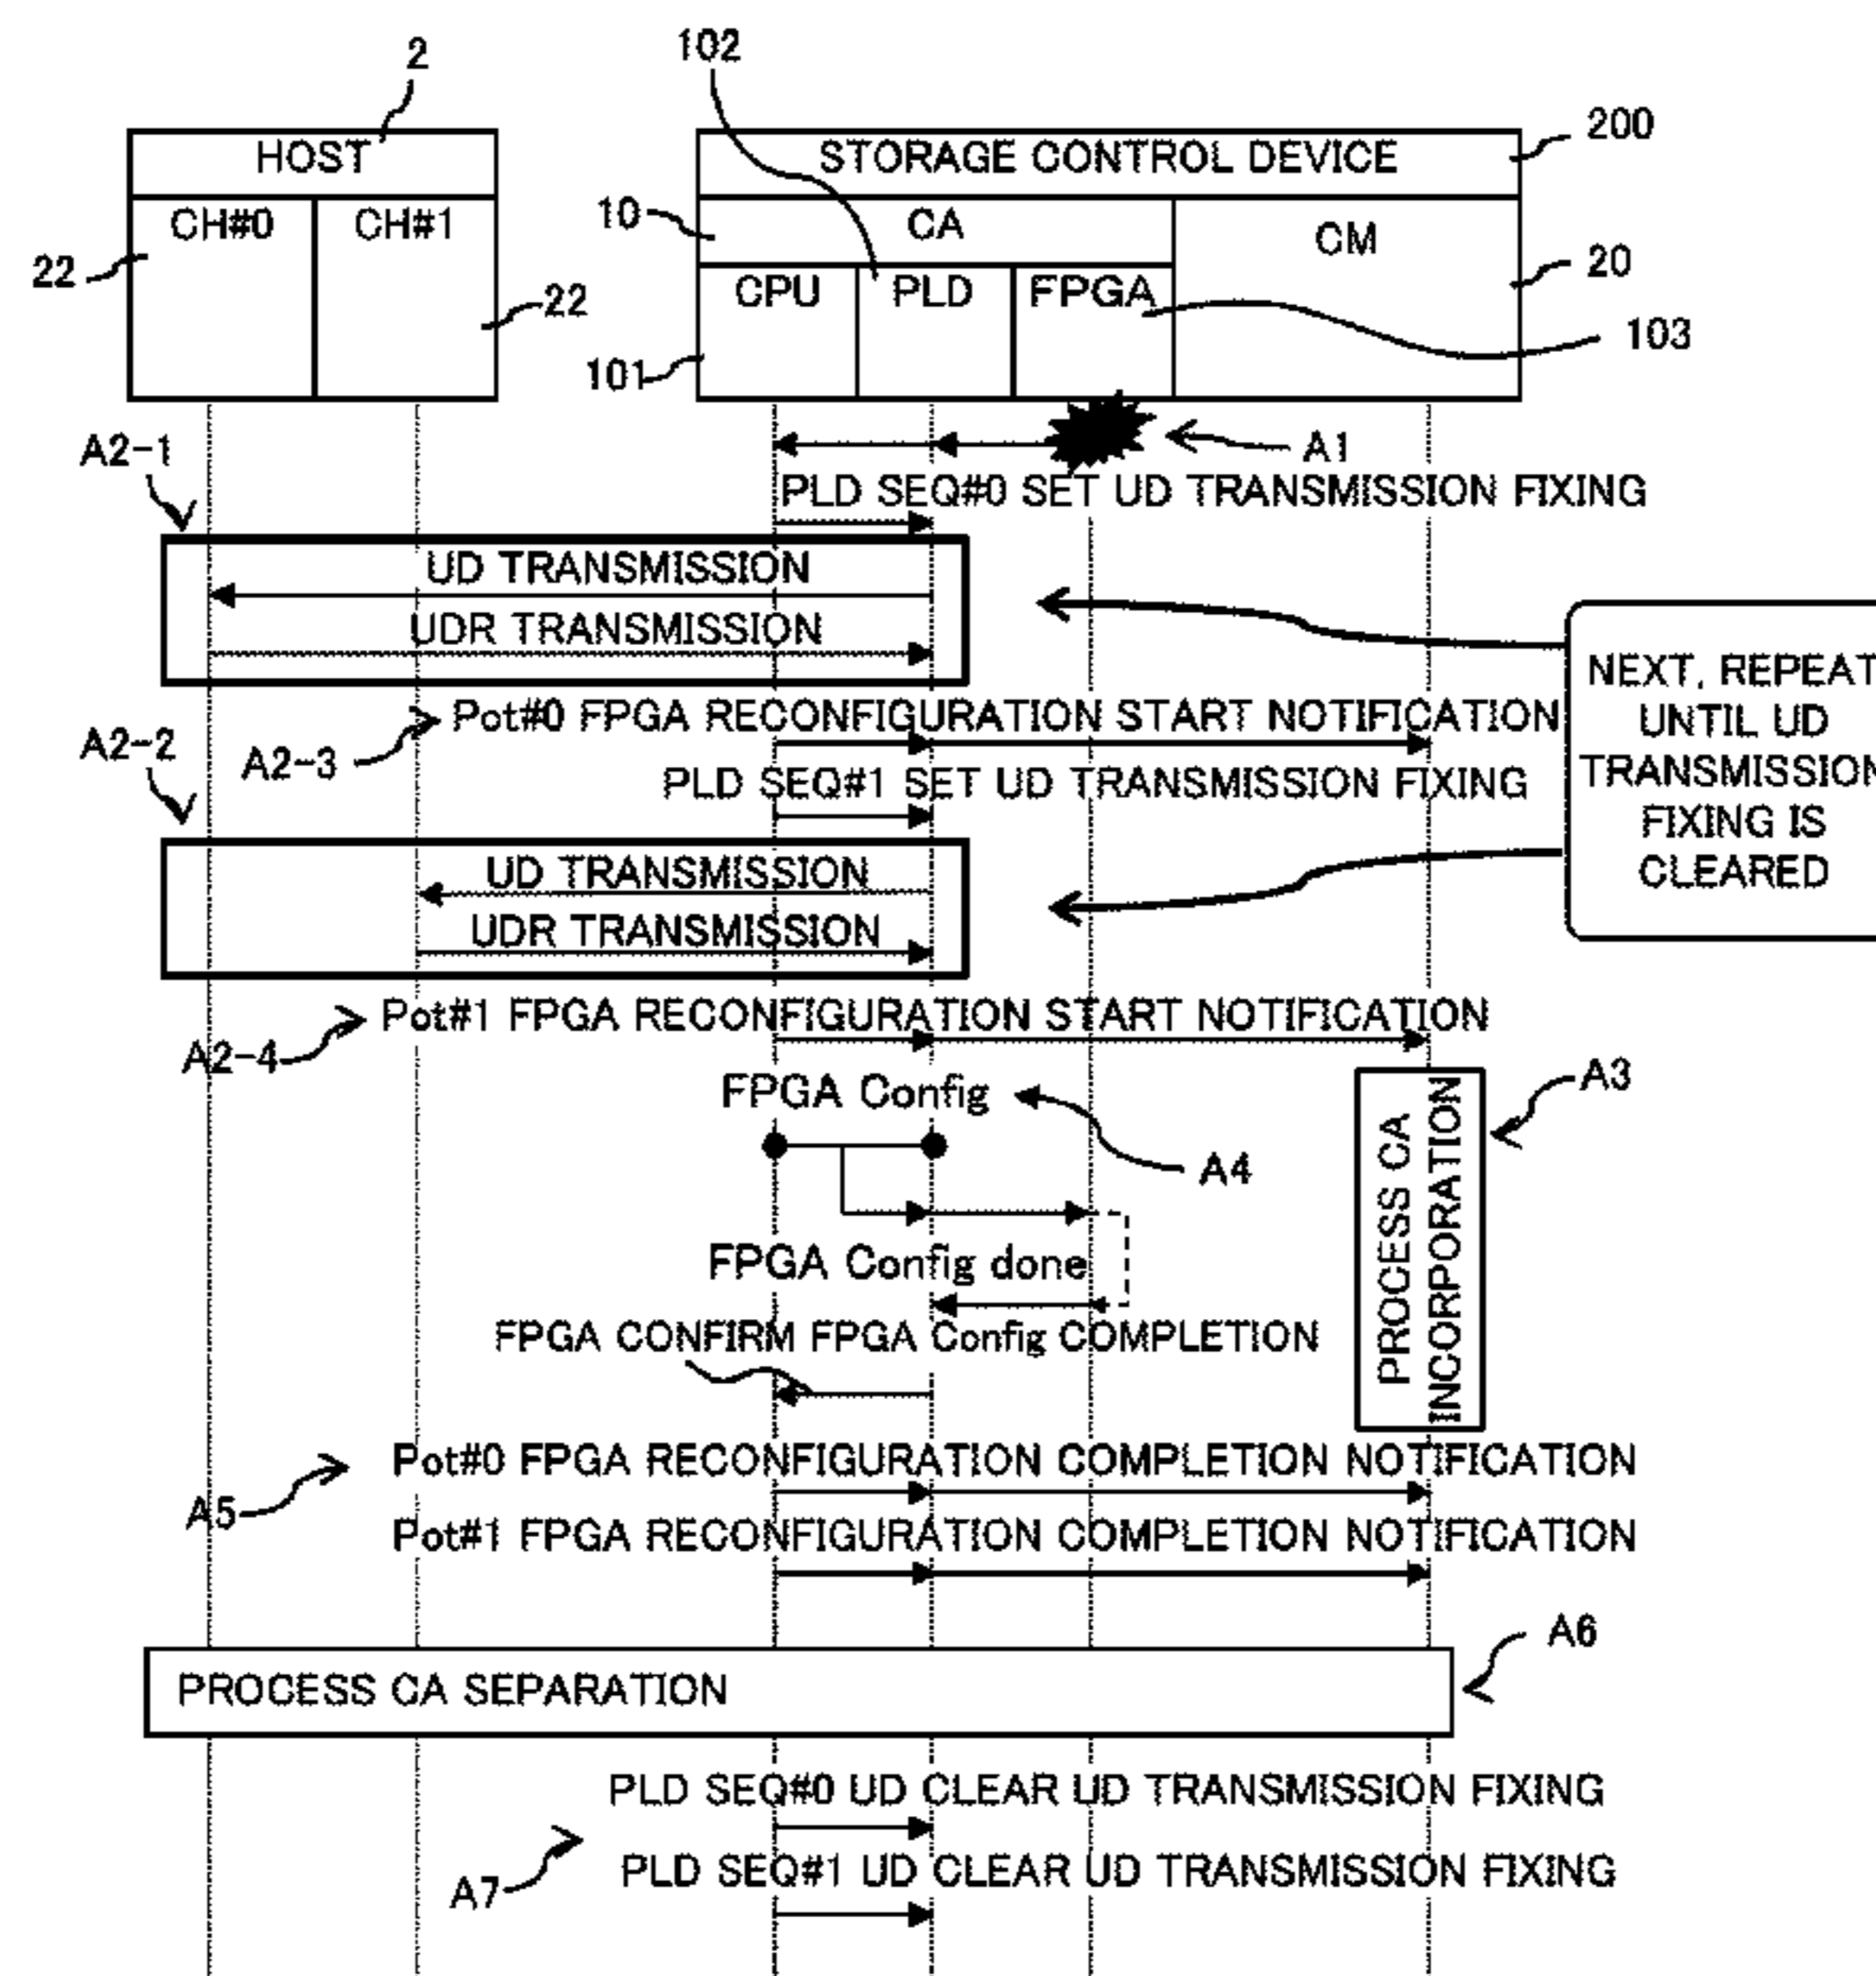 2
102
HOST
STORAGE CONTROL DEVICE
200
CH#0
CH#1
10
CA
CM
22
22
CPU
PLD
FPGA
20
101
103
A2-1
A1
PLD SEQ#0 SET UD TRANSMISSION FIXING
UD TRANSMISSION
UDR TRANSMISSION
NEXT, REPEAT
UNTIL UD
TRANSMISSION
FIXING IS
CLEARED
A2-2
A2-3
Pot#0 FPGA RECONFIGURATION START NOTIFICATION
PLD SEQ#1 SET UD TRANSMISSION FIXING
UD TRANSMISSION
UDR TRANSMISSION
Pot#1 FPGA RECONFIGURATION START NOTIFICATION
A2-4
FPGA Config
A3
A4
PROCESS CA
INCORPORATION
FPGA Config done
FPGA CONFIRM FPGA Config COMPLETION
Pot#0 FPGA RECONFIGURATION COMPLETION NOTIFICATION
A5
Pot#1 FPGA RECONFIGURATION COMPLETION NOTIFICATION
A6
PROCESS CA SEPARATION
PLD SEQ#0 UD CLEAR UD TRANSMISSION FIXING
A7
PLD SEQ#1 UD CLEAR UD TRANSMISSION FIXING